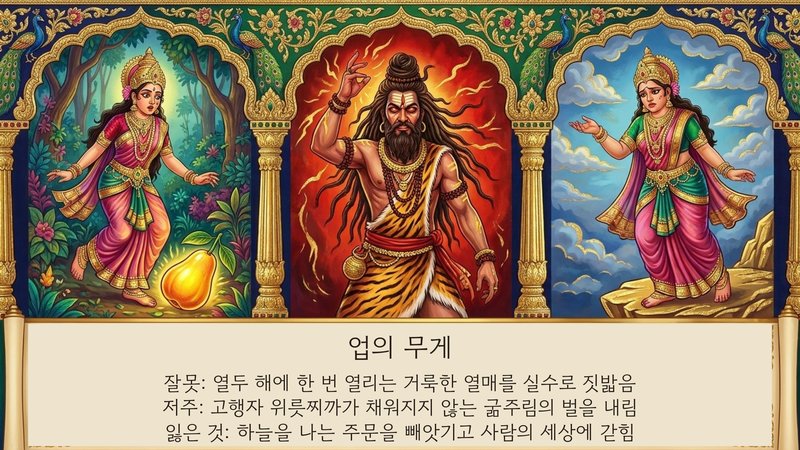 업의 무게
잘못: 열두 해에 한 번 열리는 거룩한 열매를 실수로 짓밟음
저주: 고행자 위릇찌까가 채워지지 않는 굶주림의 벌을 내림
잃은 것: 하늘을 나는 주문을 빼앗기고 사람의 세상에 갇힘